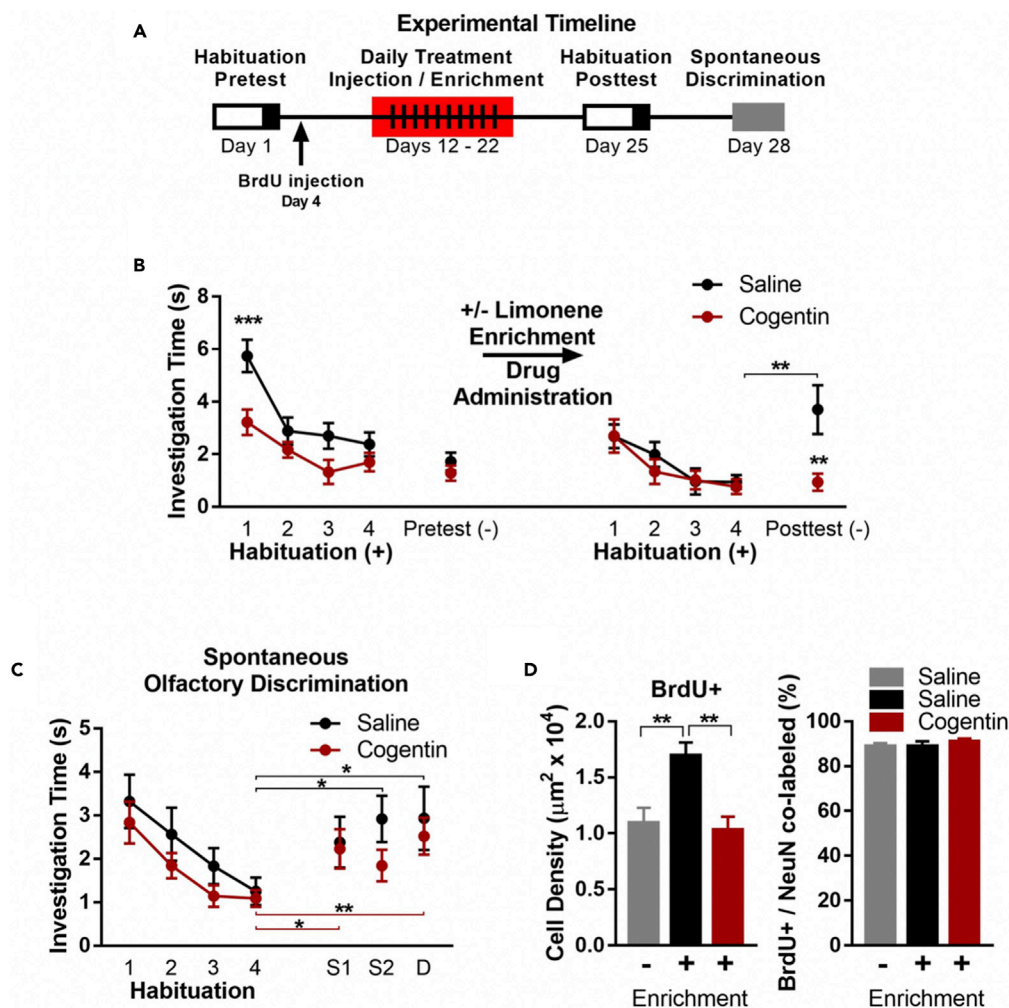 A
Experimental Timeline
Habituation Pretest
Daily Treatment Injection / Enrichment
Habituation Posttest
Spontaneous Discrimination
Day 1
Days 12 - 22
Day 25
Day 28
BrdU injection
Day 4
B
Investigation Time (s)
8
6
4
2
0
***
+/- Limonene
Enrichment
Drug
Administration
Saline
Cogentin
**
**
1 2 3 4 Pretest (-)
Habituation (+)
1 2 3 4 Posttest (-)
Habituation (+)
C
Spontaneous
Olfactory Discrimination
Investigation Time (s)
5
4
3
2
1
0
Saline
Cogentin
*
*
**
*
1 2 3 4 S1 S2 D
Habituation
D
BrdU+
Cell Density (μm² x 10⁴)
2.0
1.5
1.0
0.5
0.0
** **
- + +
Enrichment
Saline
Saline
Cogentin
BrdU+ / NeuN co-labeled (%)
100
80
60
40
20
0
- + +
Enrichment